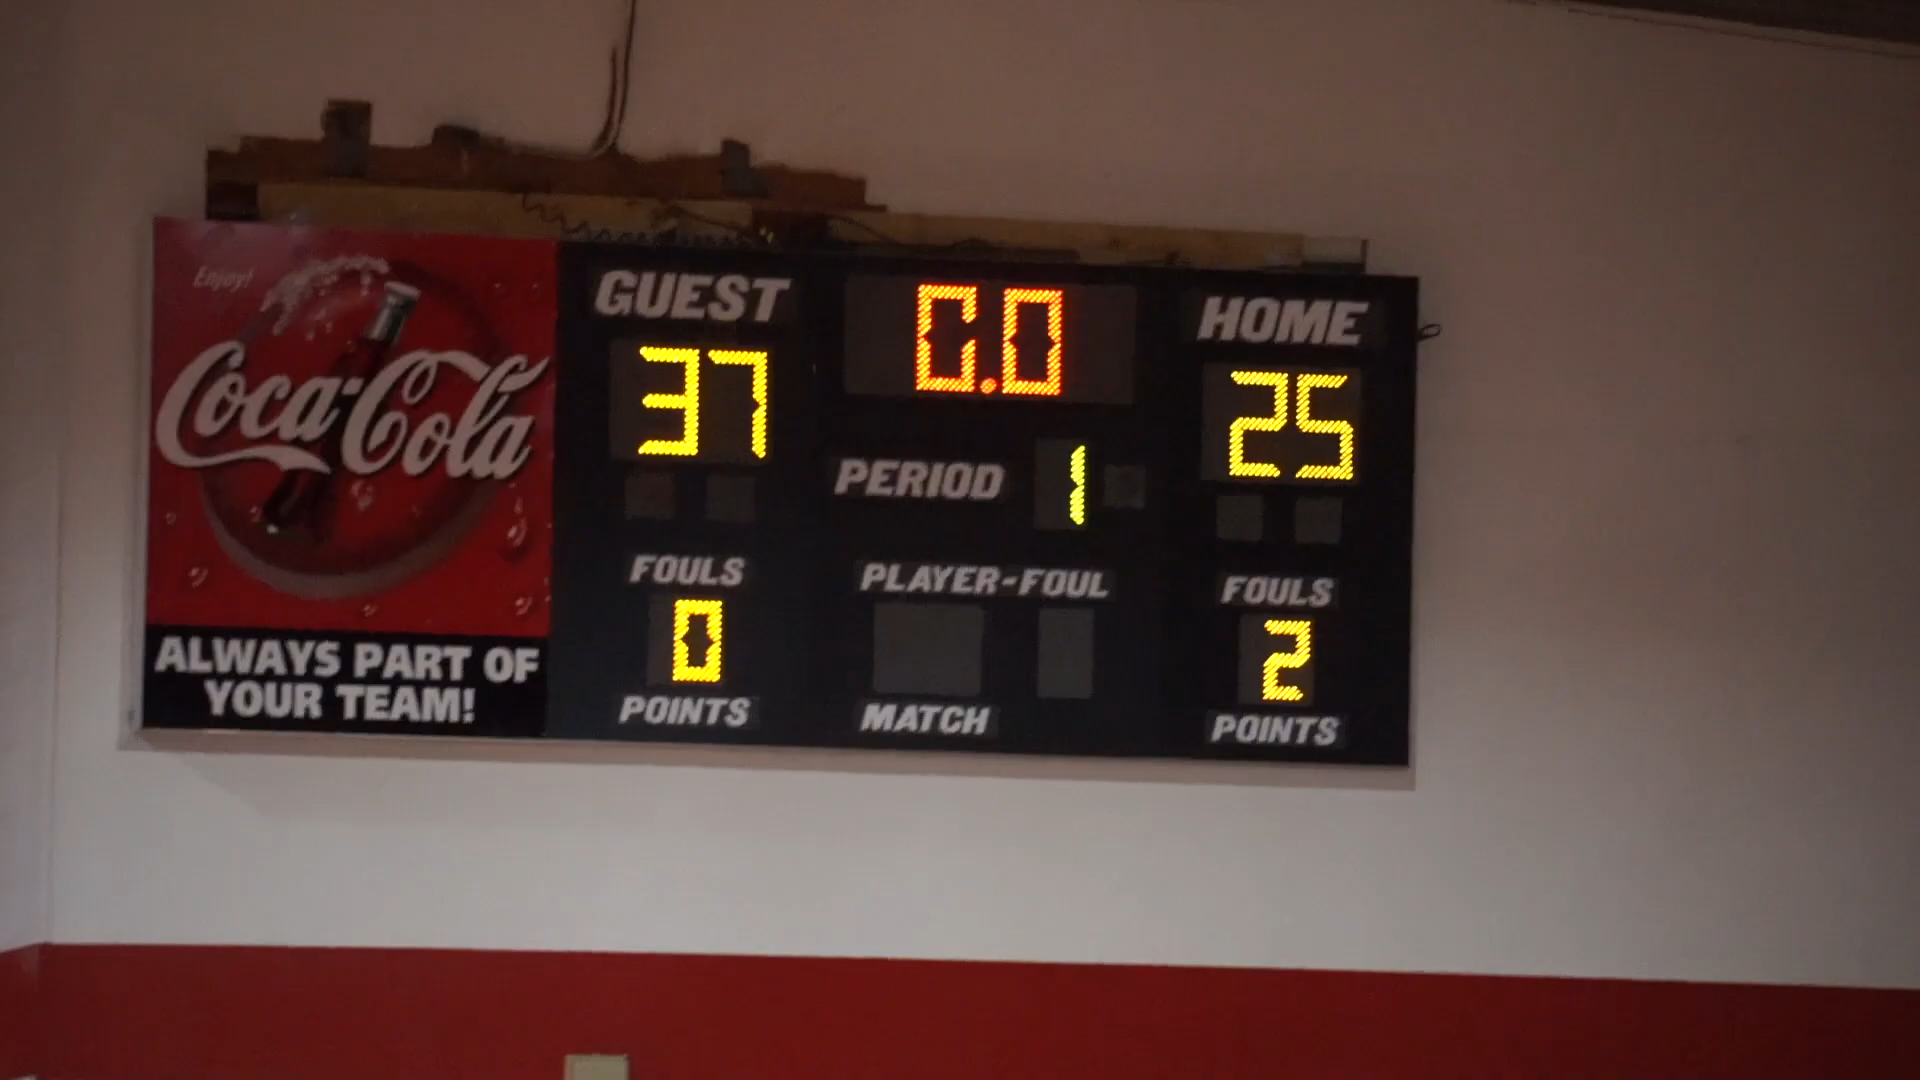 Enjoy!
Coca-Cola
ALWAYS PART OF
YOUR TEAM!
GUEST
37
0.0
HOME
25
PERIOD 1
FOULS
0
POINTS
PLAYER-FOUL
MATCH
FOULS
2
POINTS